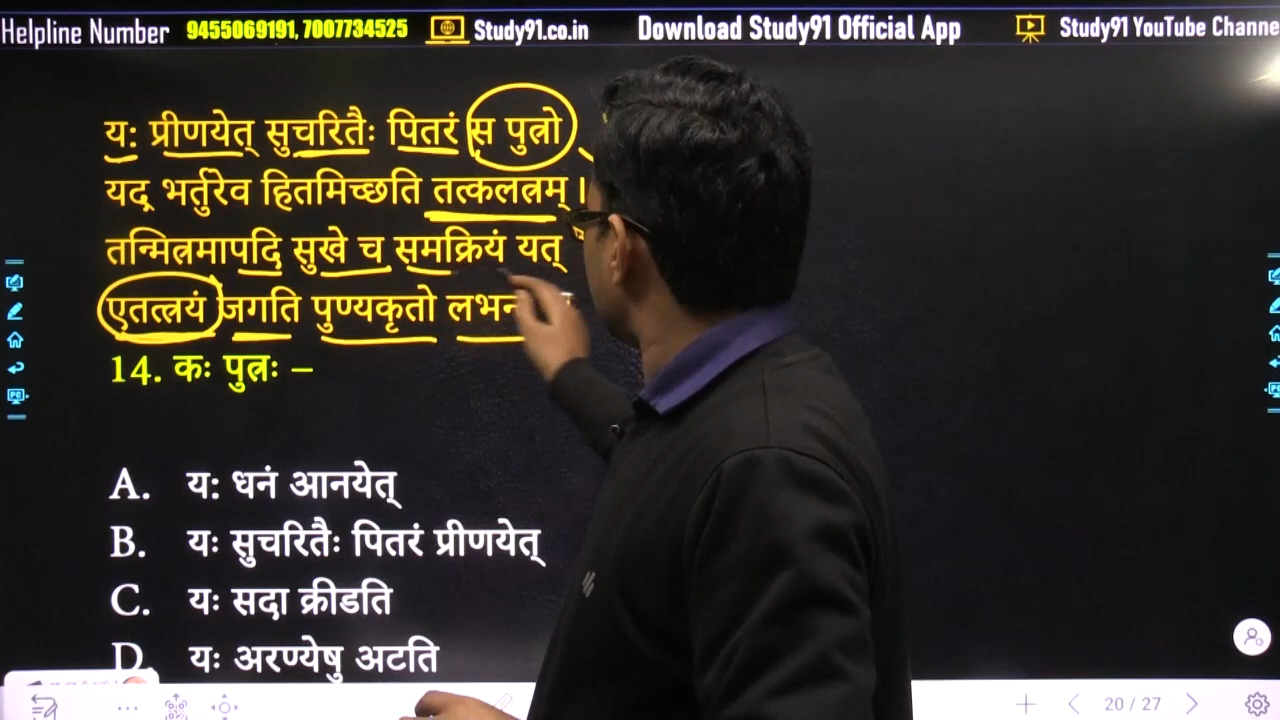 Helpline Number 9455069191, 7007734525 Study91.co.in Download Study91 Official App Study91 YouTube Channe
यः प्रीणयेत् सुचरितैः पितरं स पुत्रो
यद् भर्तुरेव हितमिच्छति तत्कलत्रम् ।
तन्मित्रमापदि सुखे च समक्रियं यत्
एतत्त्रयं जगति पुण्यकृतो
14. कः पुत्रः –
A. यः धनं आनयेत्
B. यः सुचरितैः पितरं प्रीणयेत्
C. यः सदा क्रीडति
D. यः अरण्येषु अटति
20 / 27